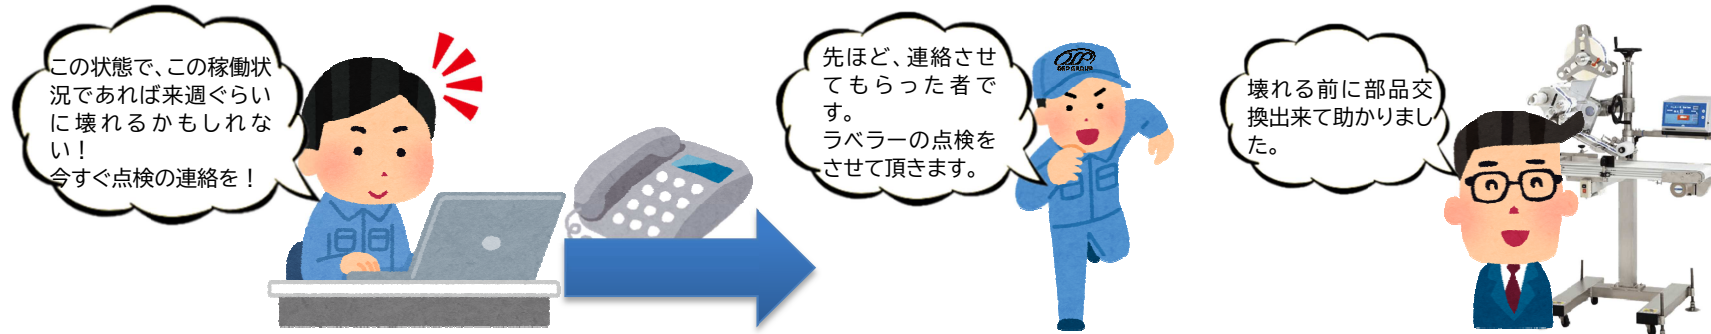 この状態で、この稼働状
況であれば来週ぐらい
に壊れるかもしれな
い！
今すぐ点検の連絡を！
先ほど、連絡させ
てもらった者で
す。
ラベラーの点検を
させて頂きます。
壊れる前に部品交
換出来て助かりまし
た。